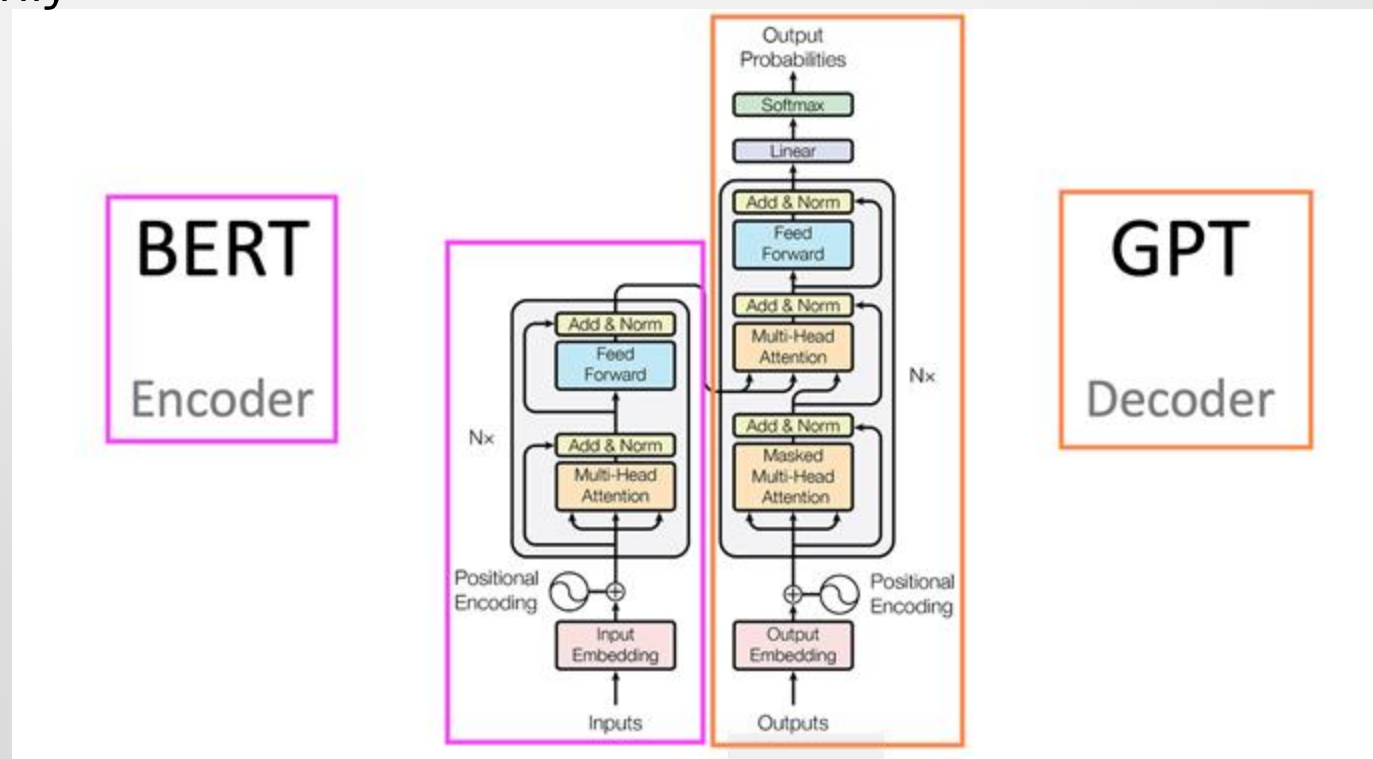 BERT
Encoder
Output
Probabilities
Softmax
Linear
Add & Norm
Feed
Forward
Add & Norm
Multi-Head
Attention
Add & Norm
Masked
Multi-Head
Attention
Nx
Positional
Encoding
Output
Embedding
Outputs
Add & Norm
Feed
Forward
Add & Norm
Multi-Head
Attention
Nx
Positional
Encoding
Input
Embedding
Inputs
GPT
Decoder